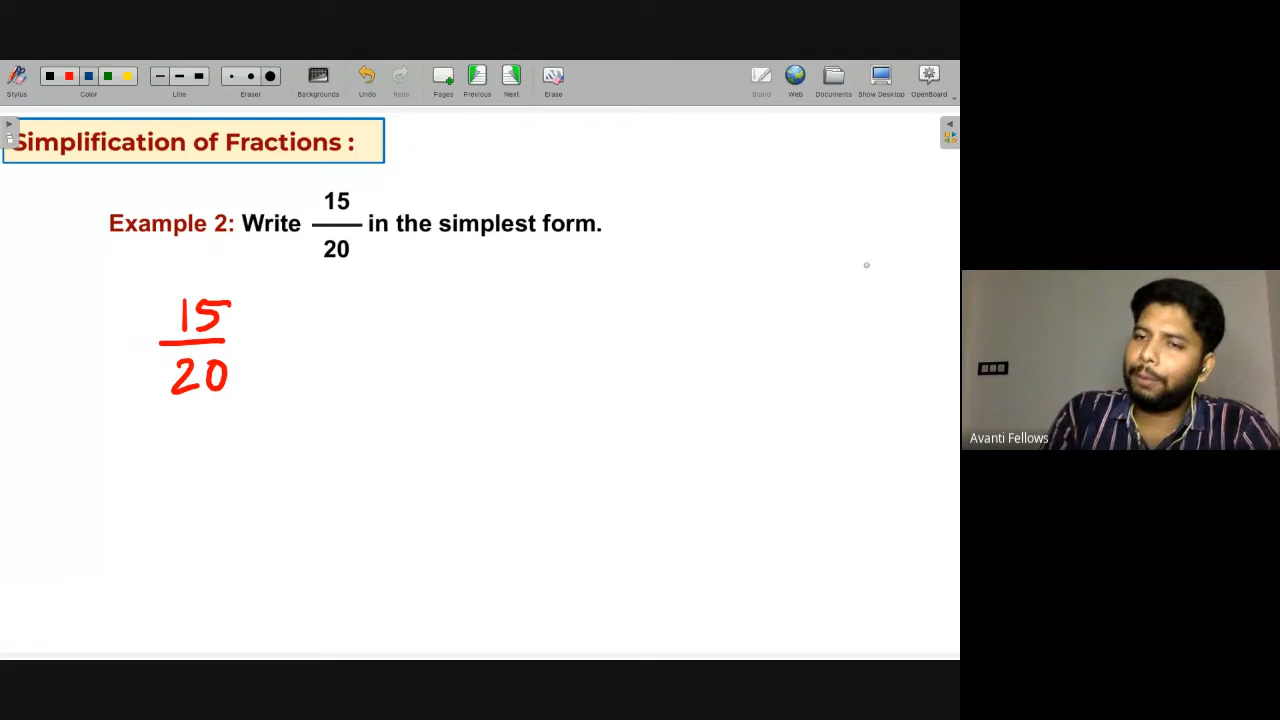 Stylus Color Line Eraser Backgrounds Undo Redo Pages Previous Next Erase Board Web Documents Show Desktop OpenBoard
Simplification of Fractions :
15
Example 2: Write in the simplest form.
20
15
20
Avanti Fellows